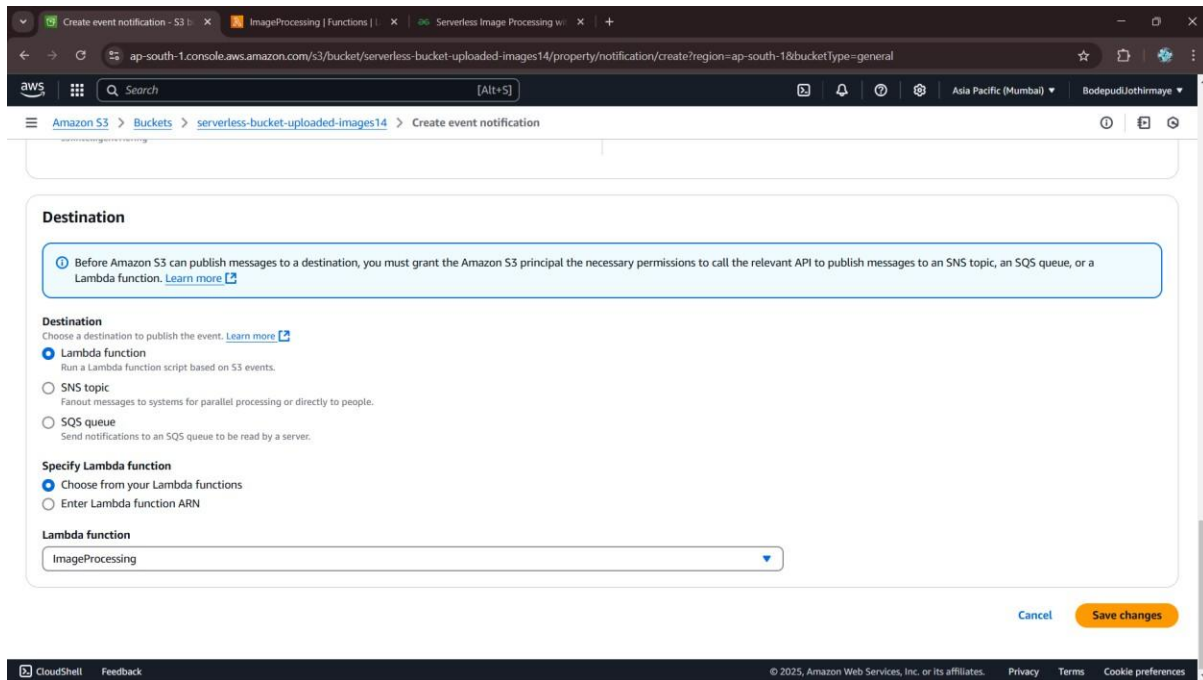 Create event notification - S3 b
ImageProcessing | Functions | L
Serverless Image Processing wi
ap-south-1.console.aws.amazon.com/s3/bucket/serverless-bucket-uploaded-images14/property/notification/create?region=ap-south-1&bucketType=general
aws
Search
[Alt+S]
Asia Pacific (Mumbai)
BodepudiJothirmaye
Amazon S3 > Buckets > serverless-bucket-uploaded-images14 > Create event notification
Destination
Before Amazon S3 can publish messages to a destination, you must grant the Amazon S3 principal the necessary permissions to call the relevant API to publish messages to an SNS topic, an SQS queue, or a
Lambda function. Learn more
Destination
Choose a destination to publish the event. Learn more
Lambda function
Run a Lambda function script based on S3 events.
SNS topic
Fanout messages to systems for parallel processing or directly to people.
SQS queue
Send notifications to an SQS queue to be read by a server.
Specify Lambda function
Choose from your Lambda functions
Enter Lambda function ARN
Lambda function
ImageProcessing
Cancel
Save changes
CloudShell Feedback
© 2025, Amazon Web Services, Inc. or its affiliates. Privacy Terms Cookie preferences